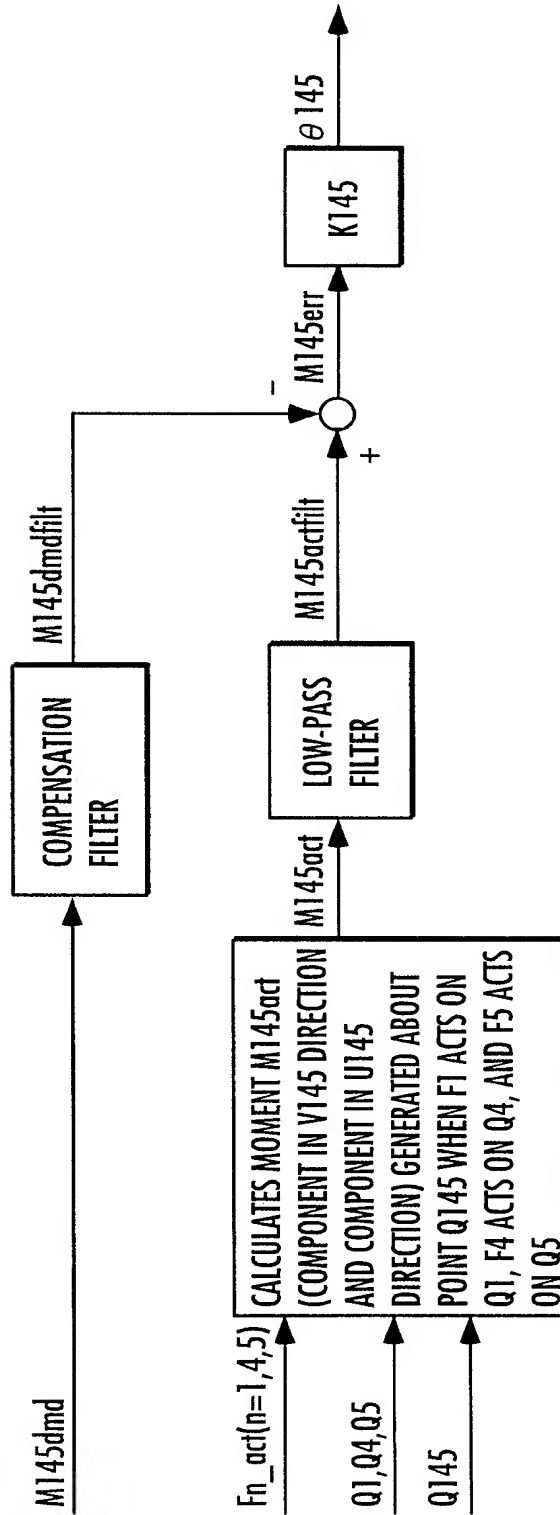 M145dmd
COMPENSATION
FILTER
M145dmdfilt
Fn_act(n=1,4,5)
Q1,Q4,Q5
Q145
CALCULATES MOMENT M145act
(COMPONENT IN V145 DIRECTION
AND COMPONENT IN U145
DIRECTION) GENERATED ABOUT
POINT Q145 WHEN F1 ACTS ON
Q1, F4 ACTS ON Q4, AND F5 ACTS
ON Q5
M145act
LOW-PASS
FILTER
M145actfilt
+
-
M145err
K145
θ145